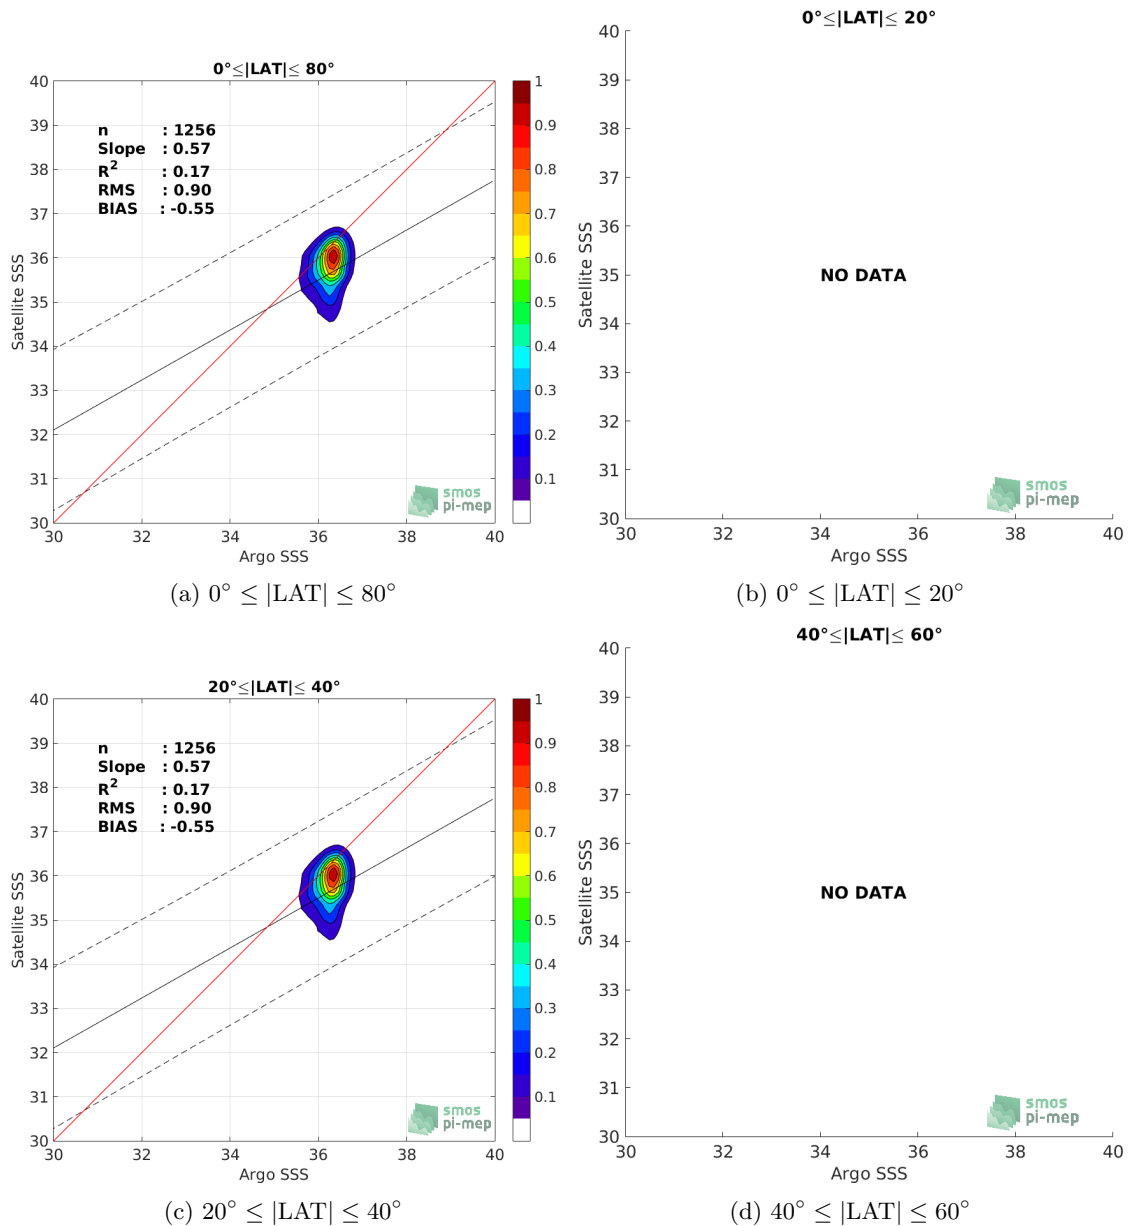 0°≤|LAT|≤ 80°
40
39
38
37
36
35
34
33
32
31
30
Satellite SSS
n : 1256
Slope : 0.57
R² : 0.17
RMS : 0.90
BIAS : -0.55
smos
pi-mep
30 32 34 36 38 40
Argo SSS
1
0.9
0.8
0.7
0.6
0.5
0.4
0.3
0.2
0.1
(a) 0° ≤ |LAT| ≤ 80°
0°≤|LAT|≤ 20°
40
39
38
37
36
35
34
33
32
31
30
Satellite SSS
NO DATA
smos
pi-mep
30 32 34 36 38 40
Argo SSS
(b) 0° ≤ |LAT| ≤ 20°
20°≤|LAT|≤ 40°
40
39
38
37
36
35
34
33
32
31
30
Satellite SSS
n : 1256
Slope : 0.57
R² : 0.17
RMS : 0.90
BIAS : -0.55
smos
pi-mep
30 32 34 36 38 40
Argo SSS
1
0.9
0.8
0.7
0.6
0.5
0.4
0.3
0.2
0.1
(c) 20° ≤ |LAT| ≤ 40°
40°≤|LAT|≤ 60°
40
39
38
37
36
35
34
33
32
31
30
Satellite SSS
NO DATA
smos
pi-mep
30 32 34 36 38 40
Argo SSS
(d) 40° ≤ |LAT| ≤ 60°